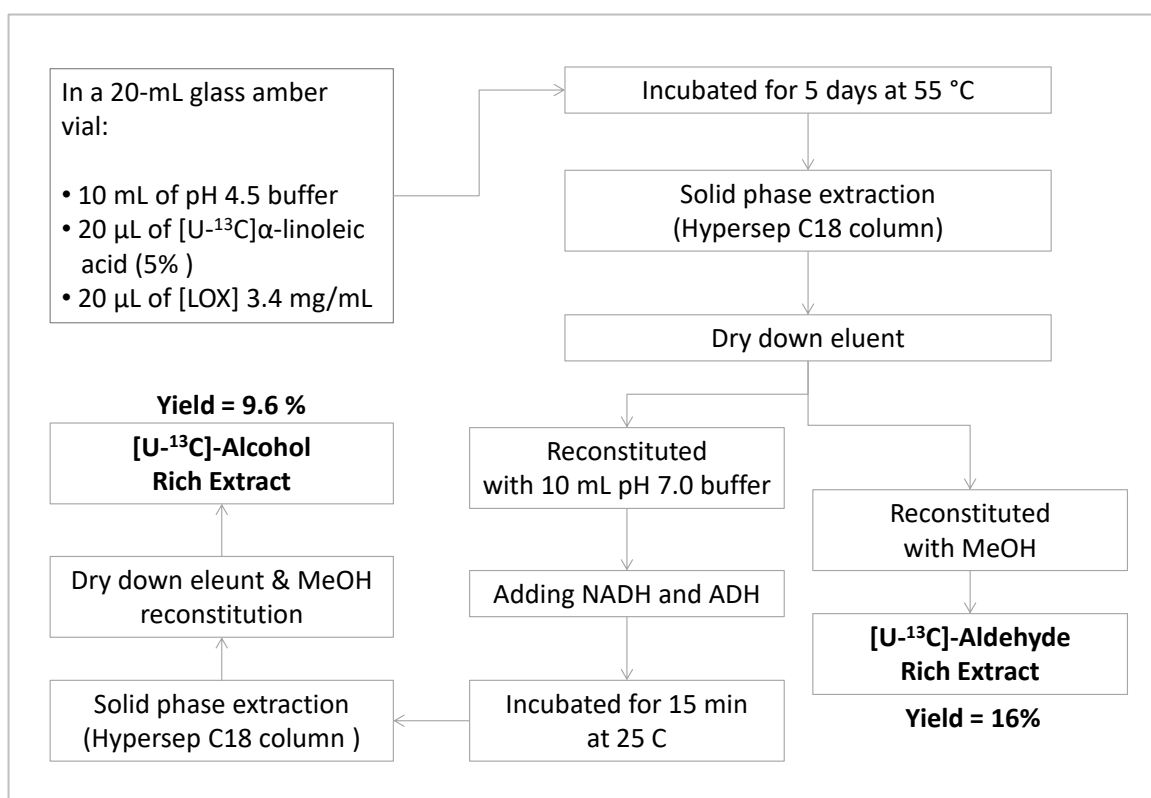 In a 20-mL glass amber
vial:
• 10 mL of pH 4.5 buffer
• 20 µL of [U-¹³C]α-linoleic
acid (5% )
• 20 µL of [LOX] 3.4 mg/mL
Incubated for 5 days at 55 °C
Solid phase extraction
(Hypersep C18 column)
Dry down eluent
Reconstituted
with 10 mL pH 7.0 buffer
Adding NADH and ADH
Incubated for 15 min
at 25 C
Solid phase extraction
(Hypersep C18 column )
Dry down eleunt & MeOH
reconstitution
Yield = 9.6 %
[U-¹³C]-Alcohol
Rich Extract
Reconstituted
with MeOH
[U-¹³C]-Aldehyde
Rich Extract
Yield = 16%